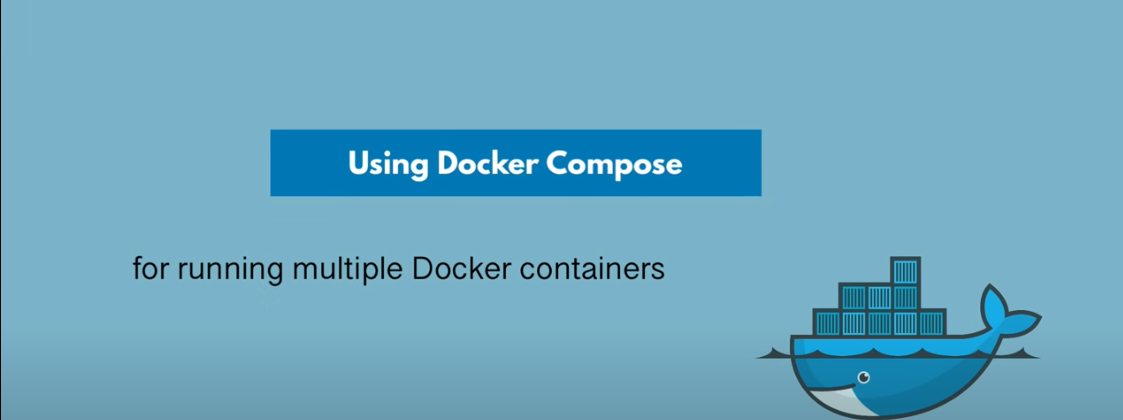 Using Docker Compose
for running multiple Docker containers